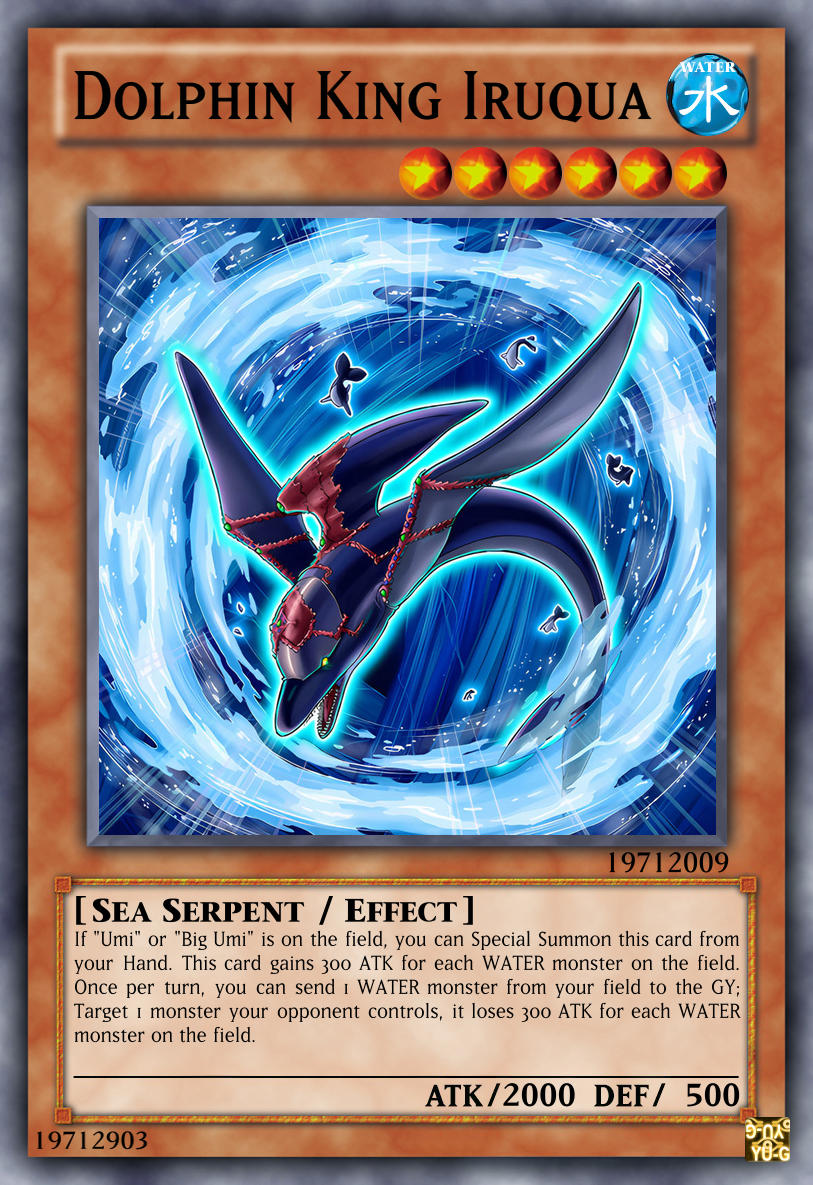 Dolphin King Iruqua
WATER
水
19712009
[Sea Serpent / Effect]
If "Umi" or "Big Umi" is on the field, you can Special Summon this card from
your Hand. This card gains 300 ATK for each WATER monster on the field.
Once per turn, you can send 1 WATER monster from your field to the GY;
Target 1 monster your opponent controls, it loses 300 ATK for each WATER
monster on the field.
ATK/2000 DEF/ 500
19712903